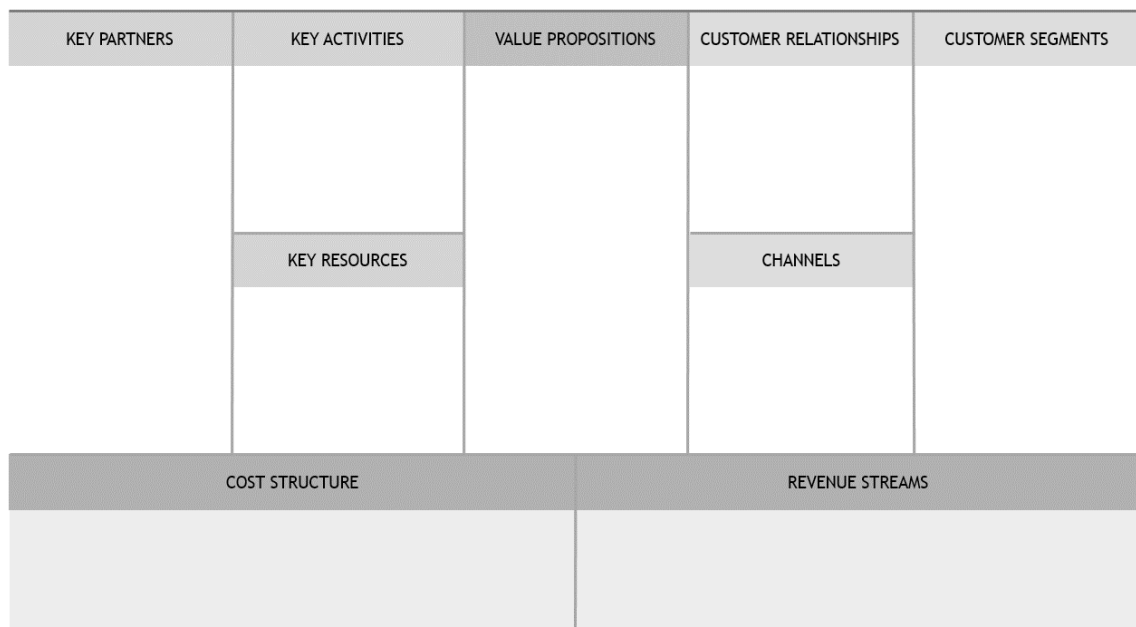 KEY PARTNERS
KEY ACTIVITIES
VALUE PROPOSITIONS
CUSTOMER RELATIONSHIPS
CUSTOMER SEGMENTS
KEY RESOURCES
CHANNELS
COST STRUCTURE
REVENUE STREAMS